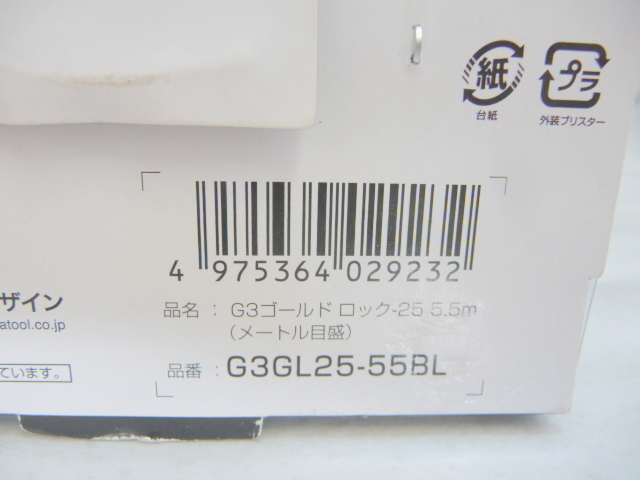 紙
台紙
プラ
外装ブリスター
4 975364 029232
ザイン
atool.co.jp
品名 : G3ゴールド ロック-25 5.5m
(メートル目盛)
ています。
品番 : G3GL25-55BL